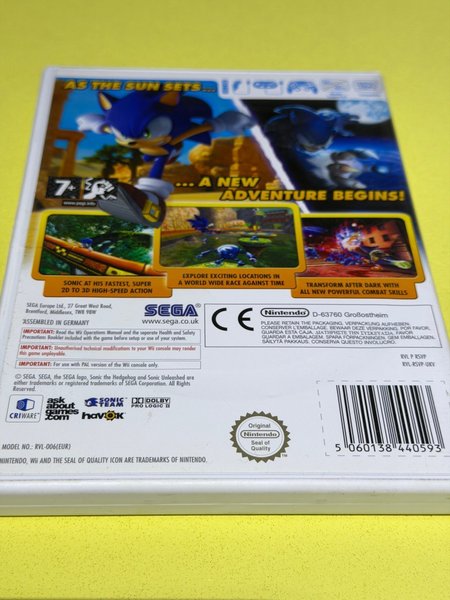 AS THE SUN SETS...
... A NEW
ADVENTURE BEGINS!
7+
www.pegi.info
SONIC AT HIS FASTEST, SUPER
2D TO 3D HIGH-SPEED ACTION
EXPLORE EXCITING LOCATIONS IN
A WORLD WIDE RACE AGAINST TIME
TRANSFORM AFTER DARK WITH
ALL NEW POWERFUL COMBAT SKILLS
SEGA Europe Ltd., 27 Great West Road,
Brentford, Middlesex, TW8 9DW
ASSEMBLED IN GERMANY
SEGA
www.sega.co.uk
CE
Nintendo
D-63760 Großostheim
PLEASE RETAIN THE PACKAGING. VERPACKUNG AUFHEBEN.
CONSERVER L'EMBALLAGE. BEWAAR DEZE VERPAKKING. POR FAVOR,
GUARDAR A EMBALAGEM. SPARA FÖRPACKNINGEN. GEM EMBALLAGEN.
SÄILYTÄ PAKKAUS. CONSERVARE QUESTO INVOLUCRO.
IMPORTANT: Read the Wii Operations Manual and the separate Health and Safety
Precautions Booklet included with the game before setup or use of your system.
IMPORTANT: Unauthorised technical modifications to your Wii console may render
this game unplayable.
IMPORTANT: For use with PAL version of the Wii console only.
© SEGA. SEGA, the SEGA logo, Sonic the Hedgehog and Sonic Unleashed are
either trademarks or registered trademarks of SEGA Corporation. All Rights
Reserved.
RVL P RSVP
RVL-RSVP-UKV
CRIWARE
ask
about
games
.com
SONIC
TEAM
havok
DOLBY
PRO LOGIC II
Original
Nintendo
Seal of Quality
5 060138 440593
MODEL NO.: RVL-006(EUR)
NINTENDO, Wii AND THE SEAL OF QUALITY ICON ARE TRADEMARKS OF NINTENDO.